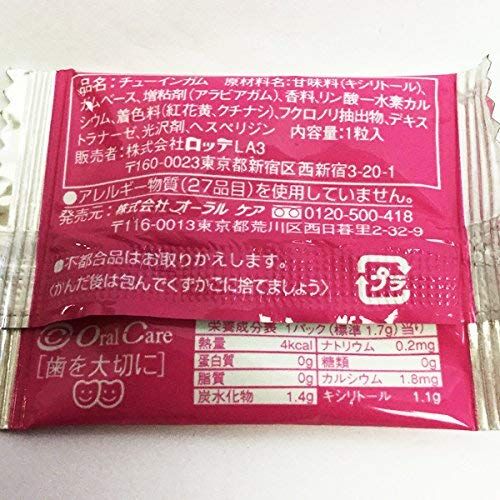 品名：チューインガム 原材料名：甘味料（キシリトール）、
ガムベース、増粘剤（アラビアガム）、香料、リン酸一水素カル
シウム、着色料（紅花黄、クチナシ）、フクロノリ抽出物、デキス
トラナーゼ、光沢剤、ヘスペリジン 内容量：1粒入
販売者：株式会社ロッテLA3
〒160-0023東京都新宿区西新宿3-20-1
●アレルギー物質（27品目）を使用していません。
発売元：株式会社オーラルケア 0120-500-418
〒116-0013東京都荒川区西日暮里2-32-9
●不都合品はお取りかえします。
〈かんだ後は包んでくずかごに捨てましょう〉
プラ
© Oral Care
［歯を大切に］
栄養成分表 1パック（標準1.7g）当り
熱量 4kcal ナトリウム 0.2mg
蛋白質 0g 糖類 0g
脂質 0g カルシウム 1.8mg
炭水化物 1.4g キシリトール 1.1g